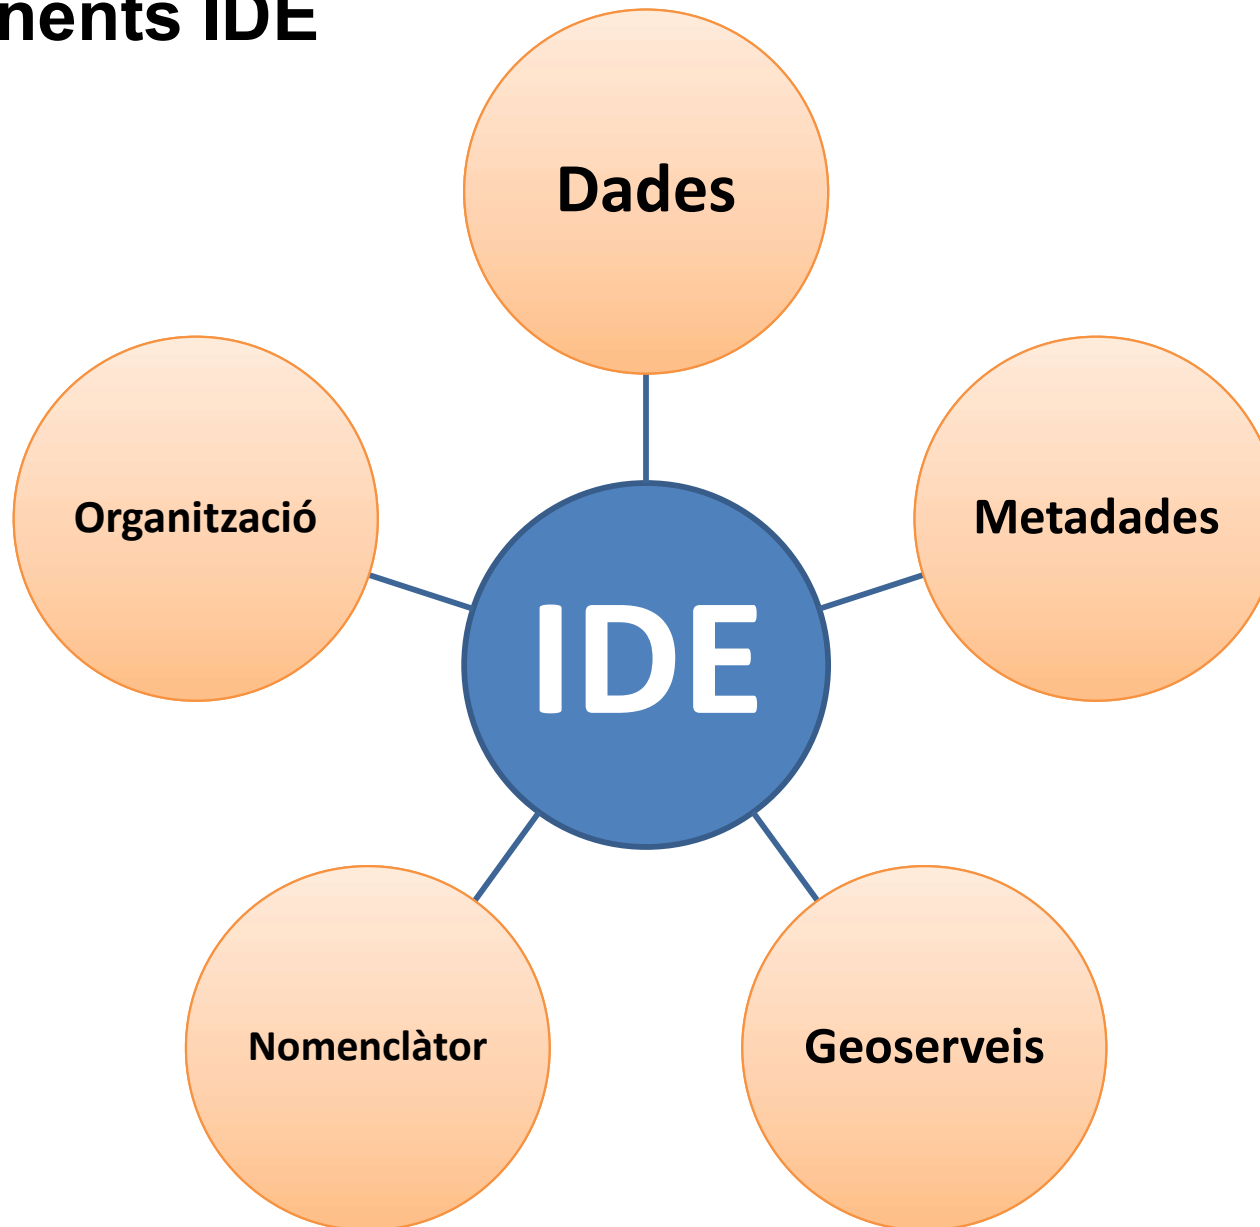 nents IDE
Dades
Organització
Metadades
IDE
Nomenclàtor
Geoserveis